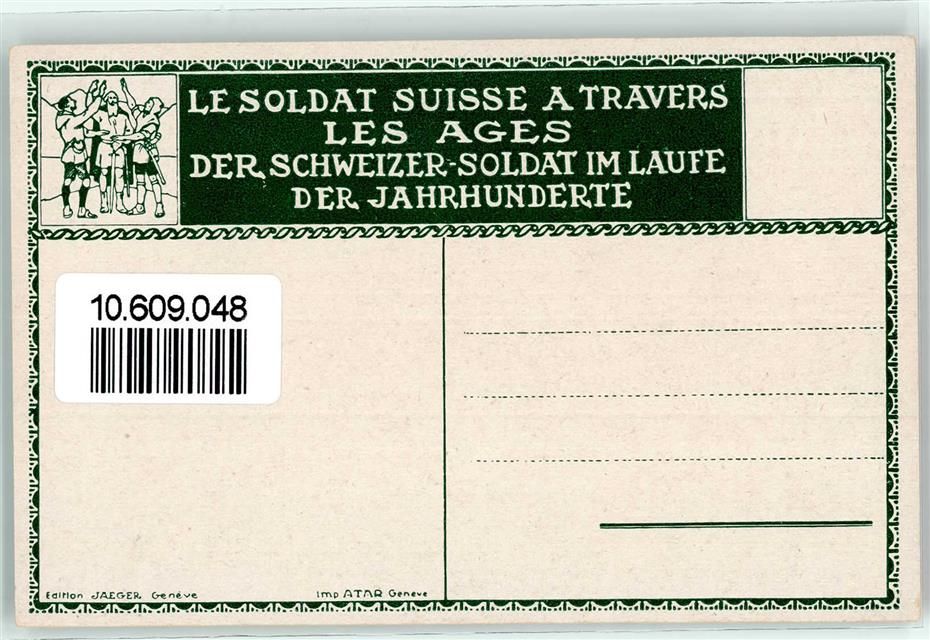 LE SOLDAT SUISSE A TRAVERS
LES AGES
DER SCHWEIZER-SOLDAT IM LAUFE
DER JAHRHUNDERTE
10.609.048
Edition JAEGER Genève
Imp ATAR Geneve